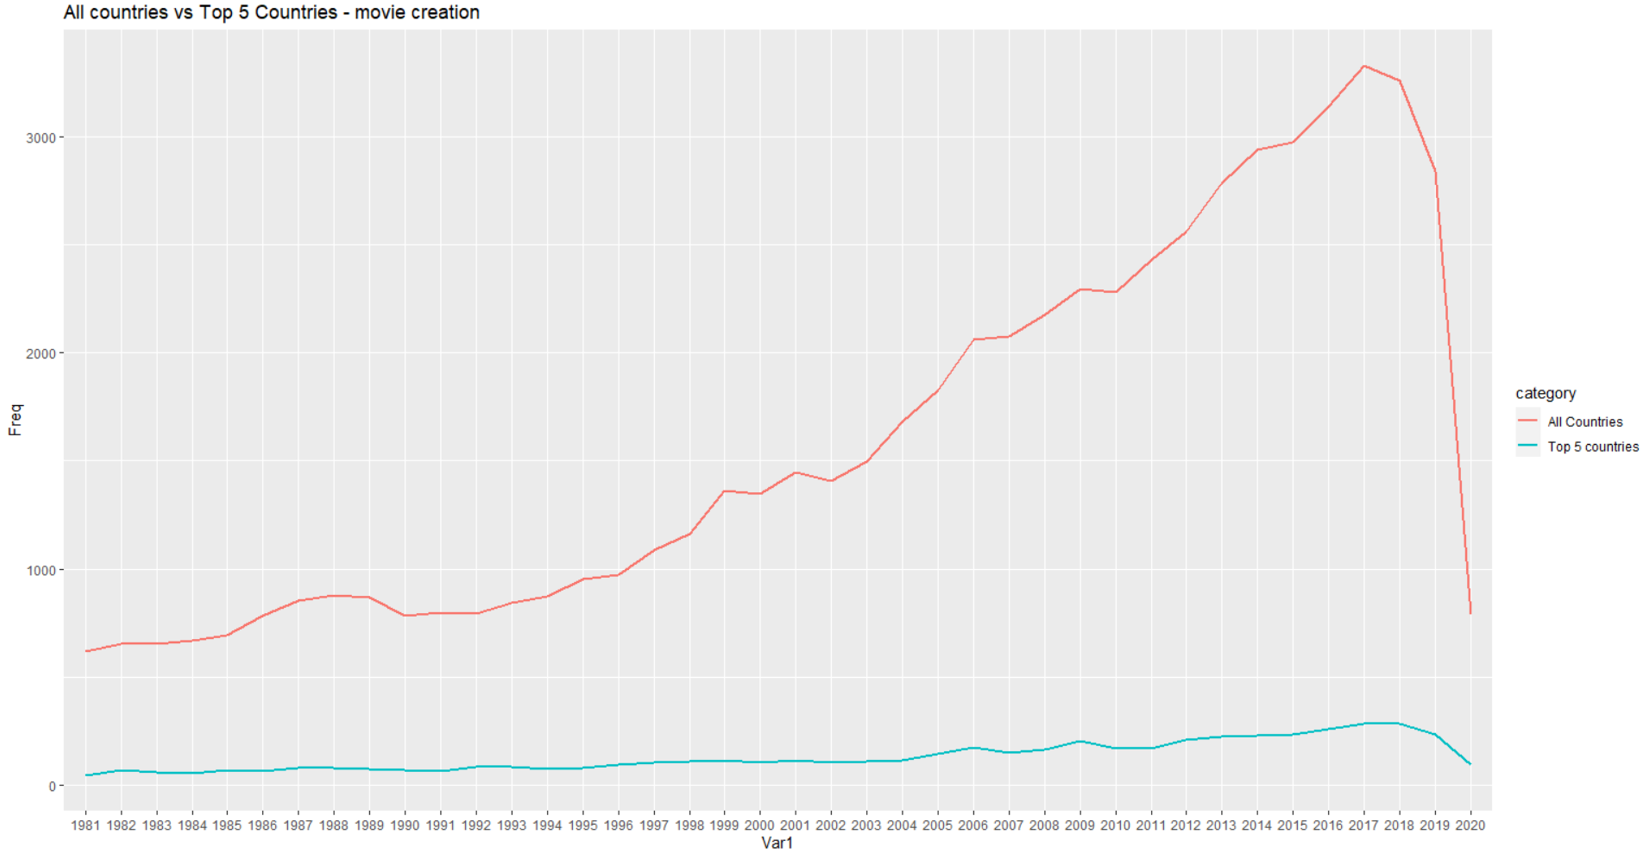 All countries vs Top 5 Countries - movie creation
3000
2000
1000
0
Freq
1981 1982 1983 1984 1985 1986 1987 1988 1989 1990 1991 1992 1993 1994 1995 1996 1997 1998 1999 2000 2001 2002 2003 2004 2005 2006 2007 2008 2009 2010 2011 2012 2013 2014 2015 2016 2017 2018 2019 2020
Var1
category
All Countries
Top 5 countries